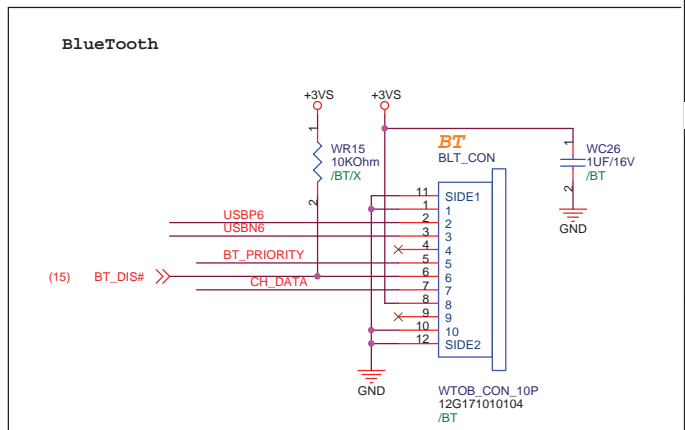 BlueTooth
+3VS
+3VS
1
WR15
10KOhm
/BT/X
2
BT
BLT_CON
1
WC26
1UF/16V
/BT
2
GND
11
SIDE1
1
1
USBP6
2
2
USBN6
3
3
4
4
BT_PRIORITY
5
5
(15) BT_DIS#
6
6
CH_DATA
7
7
8
8
9
9
10
10
12
SIDE2
GND
WTOB_CON_10P
12G171010104
/BT